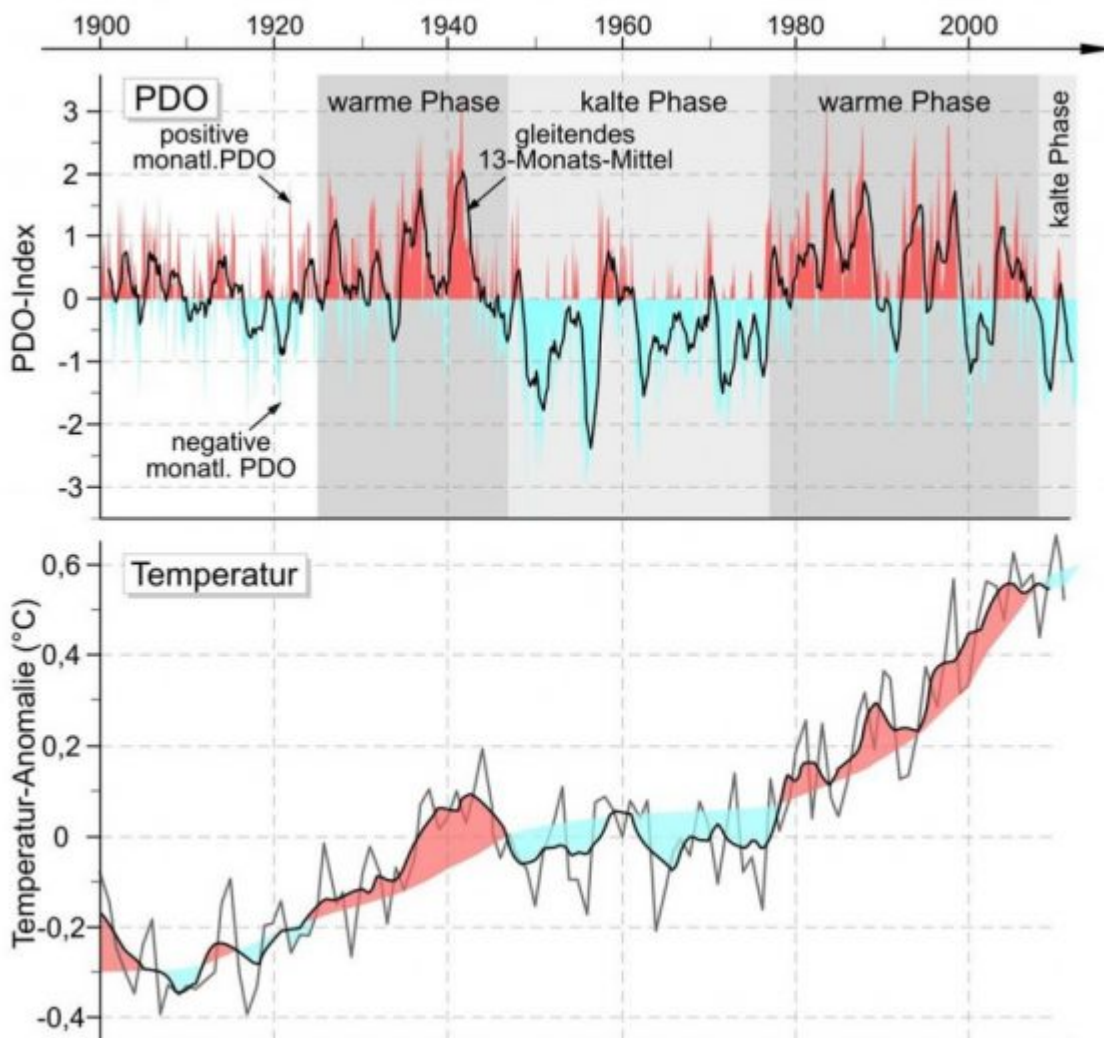 1900 1920 1940 1960 1980 2000
PDO
warme Phase
kalte Phase
warme Phase
kalte Phase
positive
monatl.PDO
gleitendes
13-Monats-Mittel
negative
monatl. PDO
PDO-Index
3
2
1
0
-1
-2
-3
Temperatur
Temperatur-Anomalie (°C)
0,6
0,4
0,2
0
-0,2
-0,4